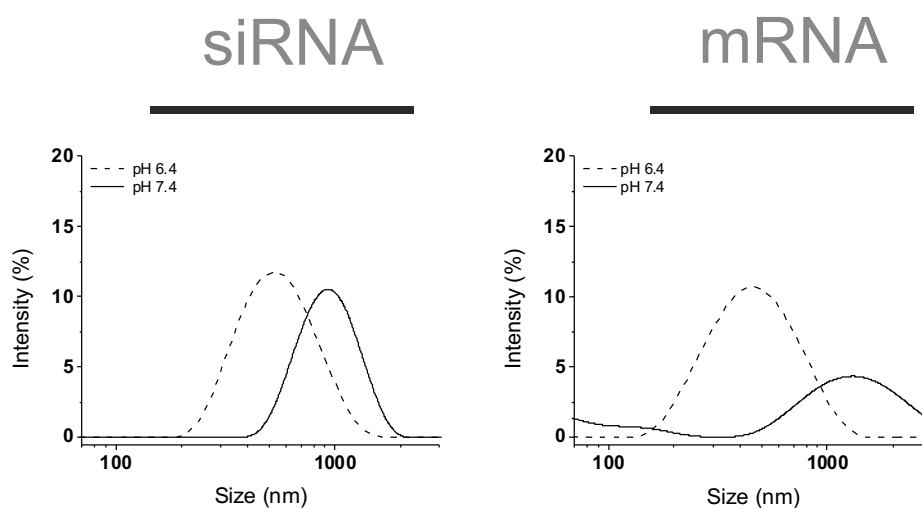 siRNA
20
15
10
5
0
Intensity (%)
pH 6.4
pH 7.4
100
1000
Size (nm)
mRNA
20
15
10
5
0
Intensity (%)
pH 6.4
pH 7.4
100
1000
Size (nm)